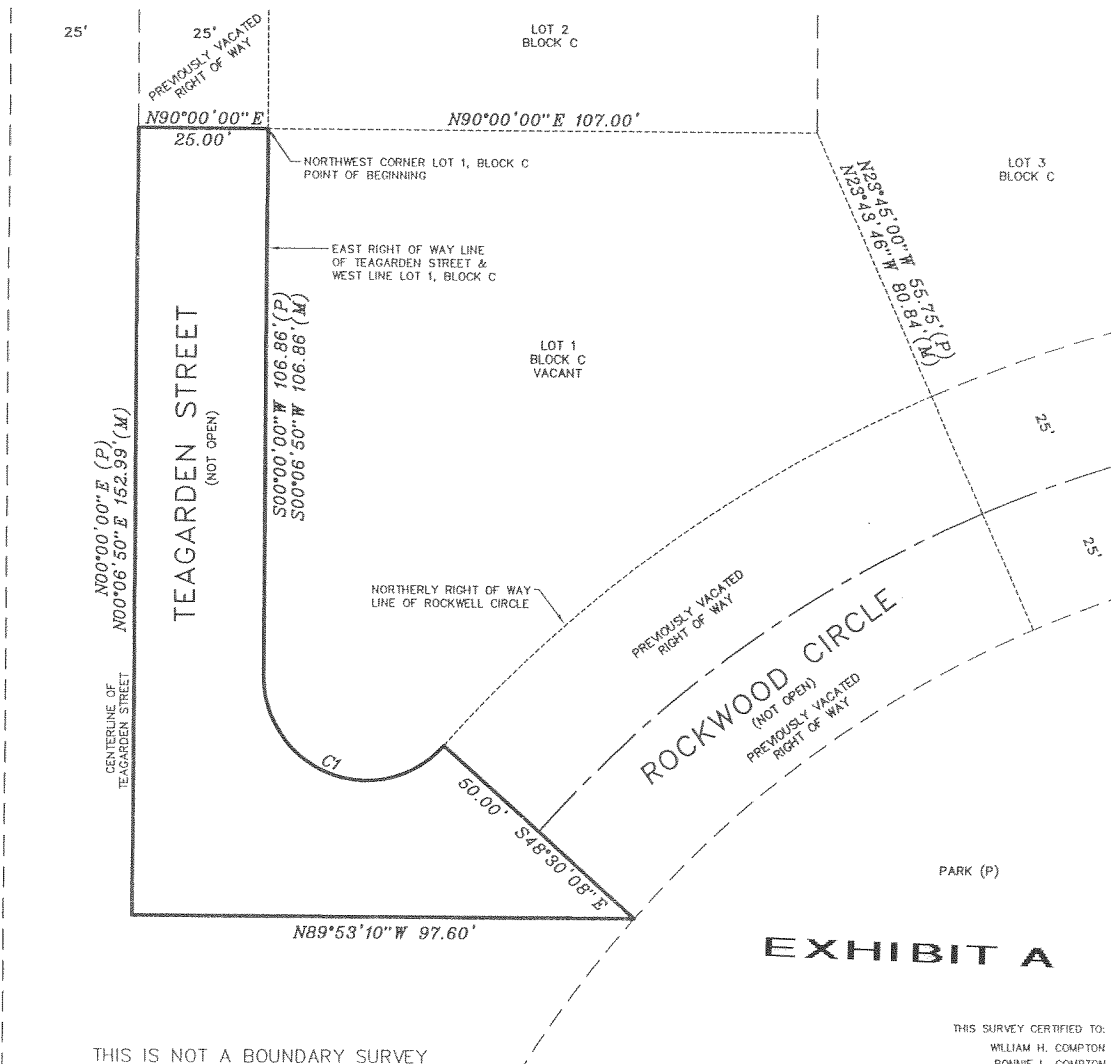 25'
25'
PREVIOUSLY VACATED
RIGHT OF WAY
LOT 2
BLOCK C
N90°00'00"E
25.00'
N90°00'00"E 107.00'
NORTHWEST CORNER LOT 1, BLOCK C
POINT OF BEGINNING
LOT 3
BLOCK C
N23°45'00"W 55.75'(P)
N23°43'46"W 80.84'(M)
EAST RIGHT OF WAY LINE
OF TEAGARDEN STREET &
WEST LINE LOT 1, BLOCK C
S00°00'00"W 106.86'(P)
S00°06'50"W 106.86'(M)
LOT 1
BLOCK C
VACANT
TEAGARDEN STREET
(NOT OPEN)
N00°00'00"E (P)
N00°06'50"E 152.99'(M)
25'
25'
NORTHERLY RIGHT OF WAY
LINE OF ROCKWELL CIRCLE
PREVIOUSLY VACATED
RIGHT OF WAY
ROCKWOOD CIRCLE
(NOT OPEN)
PREVIOUSLY VACATED
RIGHT OF WAY
CENTERLINE OF
TEAGARDEN STREET
C1
50.00' S48°30'08"E
PARK (P)
N89°53'10"W 97.60'
EXHIBIT A
THIS SURVEY CERTIFIED TO:
WILLIAM H. COMPTON
BONNIE L. COMPTON
THIS IS NOT A BOUNDARY SURVEY